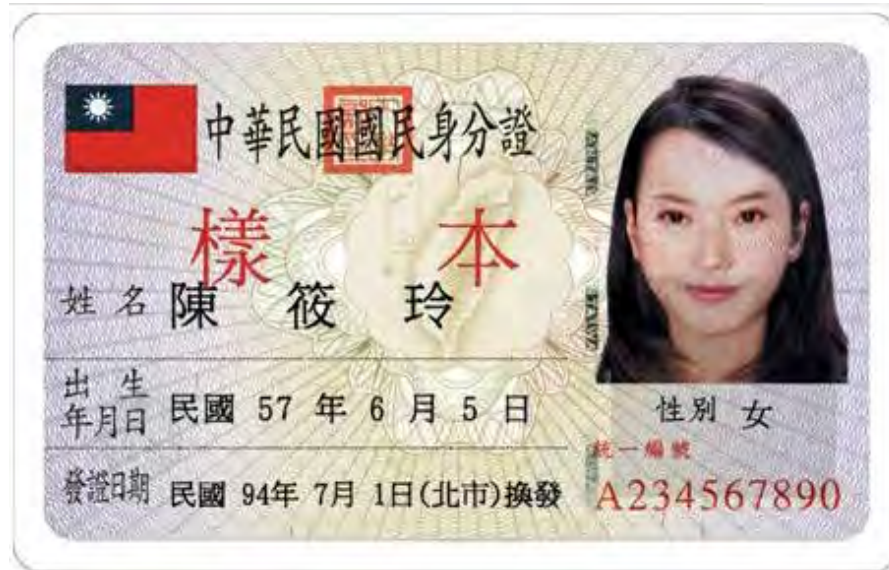 中華民國國民身分證
樣本
姓名 陳筱玲
出生年月日 民國 57 年 6 月 5 日
性別 女
統一編號
發證日期 民國 94年 7月 1日(北市)換發
A234567890